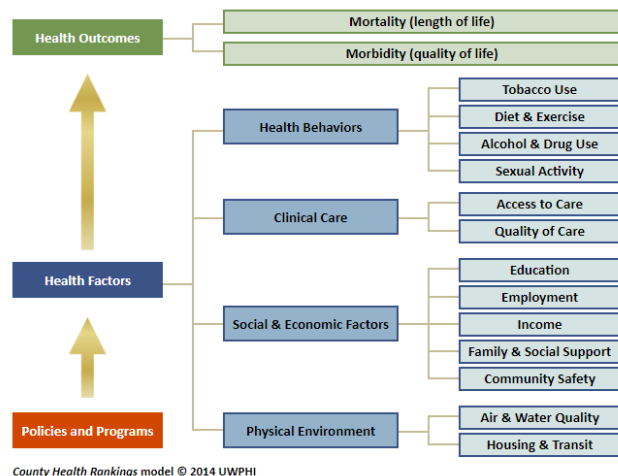 Health Outcomes
Mortality (length of life)
Morbidity (quality of life)
Health Factors
Health Behaviors
Tobacco Use
Diet & Exercise
Alcohol & Drug Use
Sexual Activity
Clinical Care
Access to Care
Quality of Care
Social & Economic Factors
Education
Employment
Income
Family & Social Support
Community Safety
Physical Environment
Air & Water Quality
Housing & Transit
Policies and Programs
County Health Rankings model © 2014 UWPHI